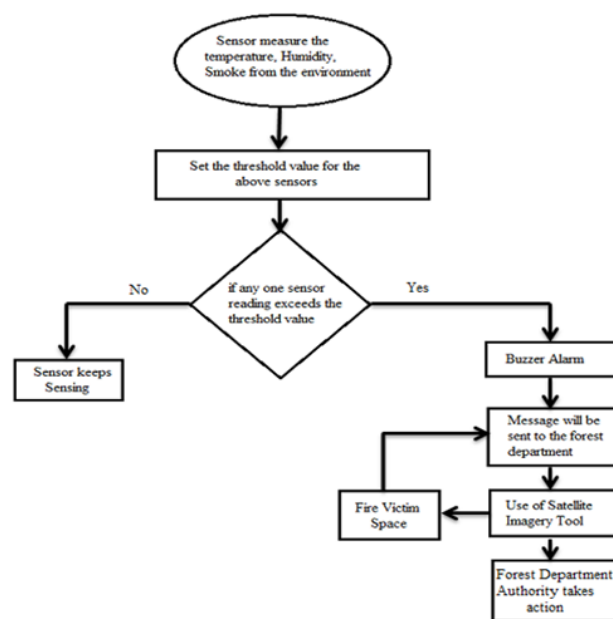 Sensor measure the
temperature, Humidity,
Smoke from the environment
Set the threshold value for the
above sensors
if any one sensor
reading exceeds the
threshold value
No
Yes
Sensor keeps
Sensing
Buzzer Alarm
Message will be
sent to the forest
department
Fire Victim
Space
Use of Satellite
Imagery Tool
Forest Department
Authority takes
action